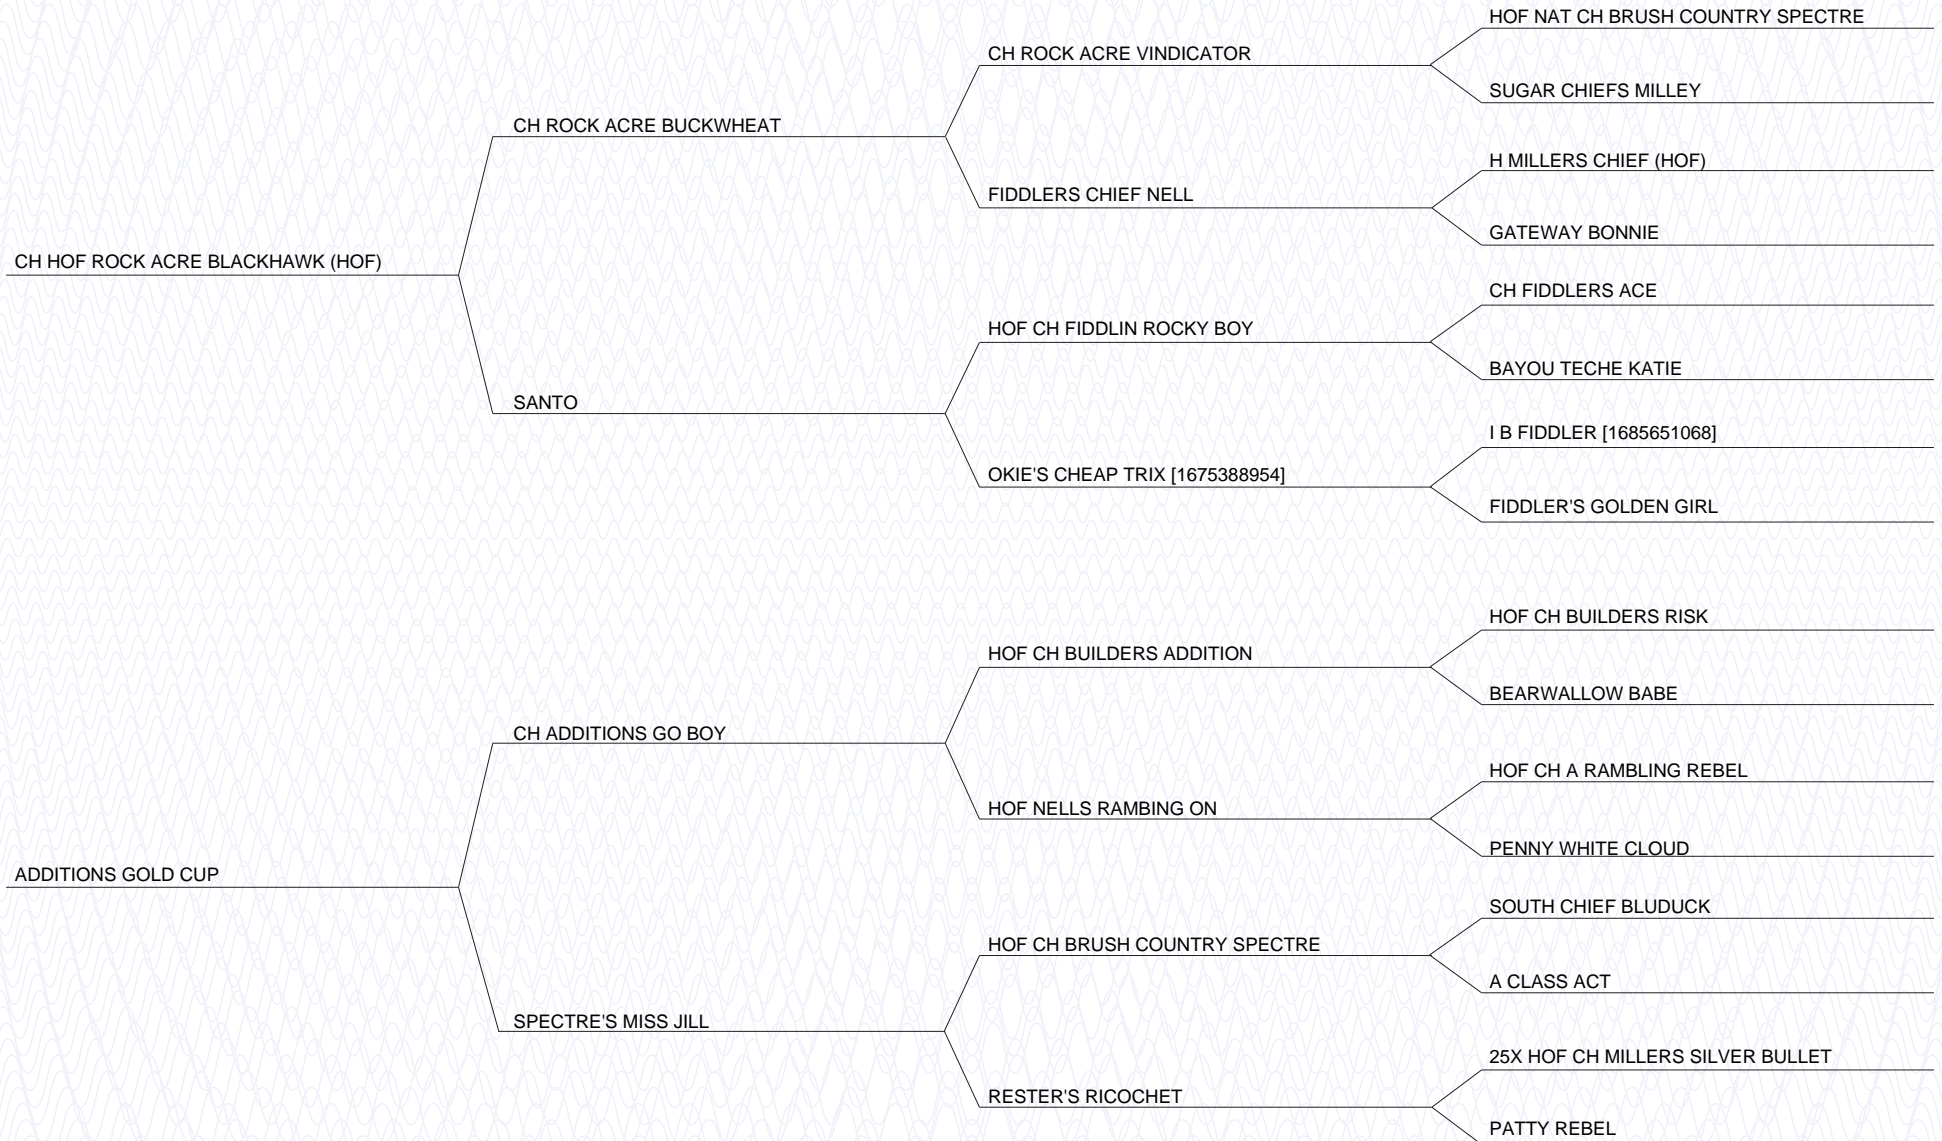 HOF NAT CH BRUSH COUNTRY SPECTRE
CH ROCK ACRE VINDICATOR
SUGAR CHIEFS MILLEY
CH ROCK ACRE BUCKWHEAT
H MILLERS CHIEF (HOF)
FIDDLERS CHIEF NELL
GATEWAY BONNIE
CH HOF ROCK ACRE BLACKHAWK (HOF)
CH FIDDLERS ACE
HOF CH FIDDLIN ROCKY BOY
BAYOU TECHE KATIE
SANTO
I B FIDDLER [1685651068]
OKIE'S CHEAP TRIX [1675388954]
FIDDLER'S GOLDEN GIRL
HOF CH BUILDERS RISK
HOF CH BUILDERS ADDITION
BEARWALLOW BABE
CH ADDITIONS GO BOY
HOF CH A RAMBLING REBEL
HOF NELLS RAMBING ON
PENNY WHITE CLOUD
ADDITIONS GOLD CUP
SOUTH CHIEF BLUDUCK
HOF CH BRUSH COUNTRY SPECTRE
A CLASS ACT
SPECTRE'S MISS JILL
25X HOF CH MILLERS SILVER BULLET
RESTER'S RICOCHET
PATTY REBEL